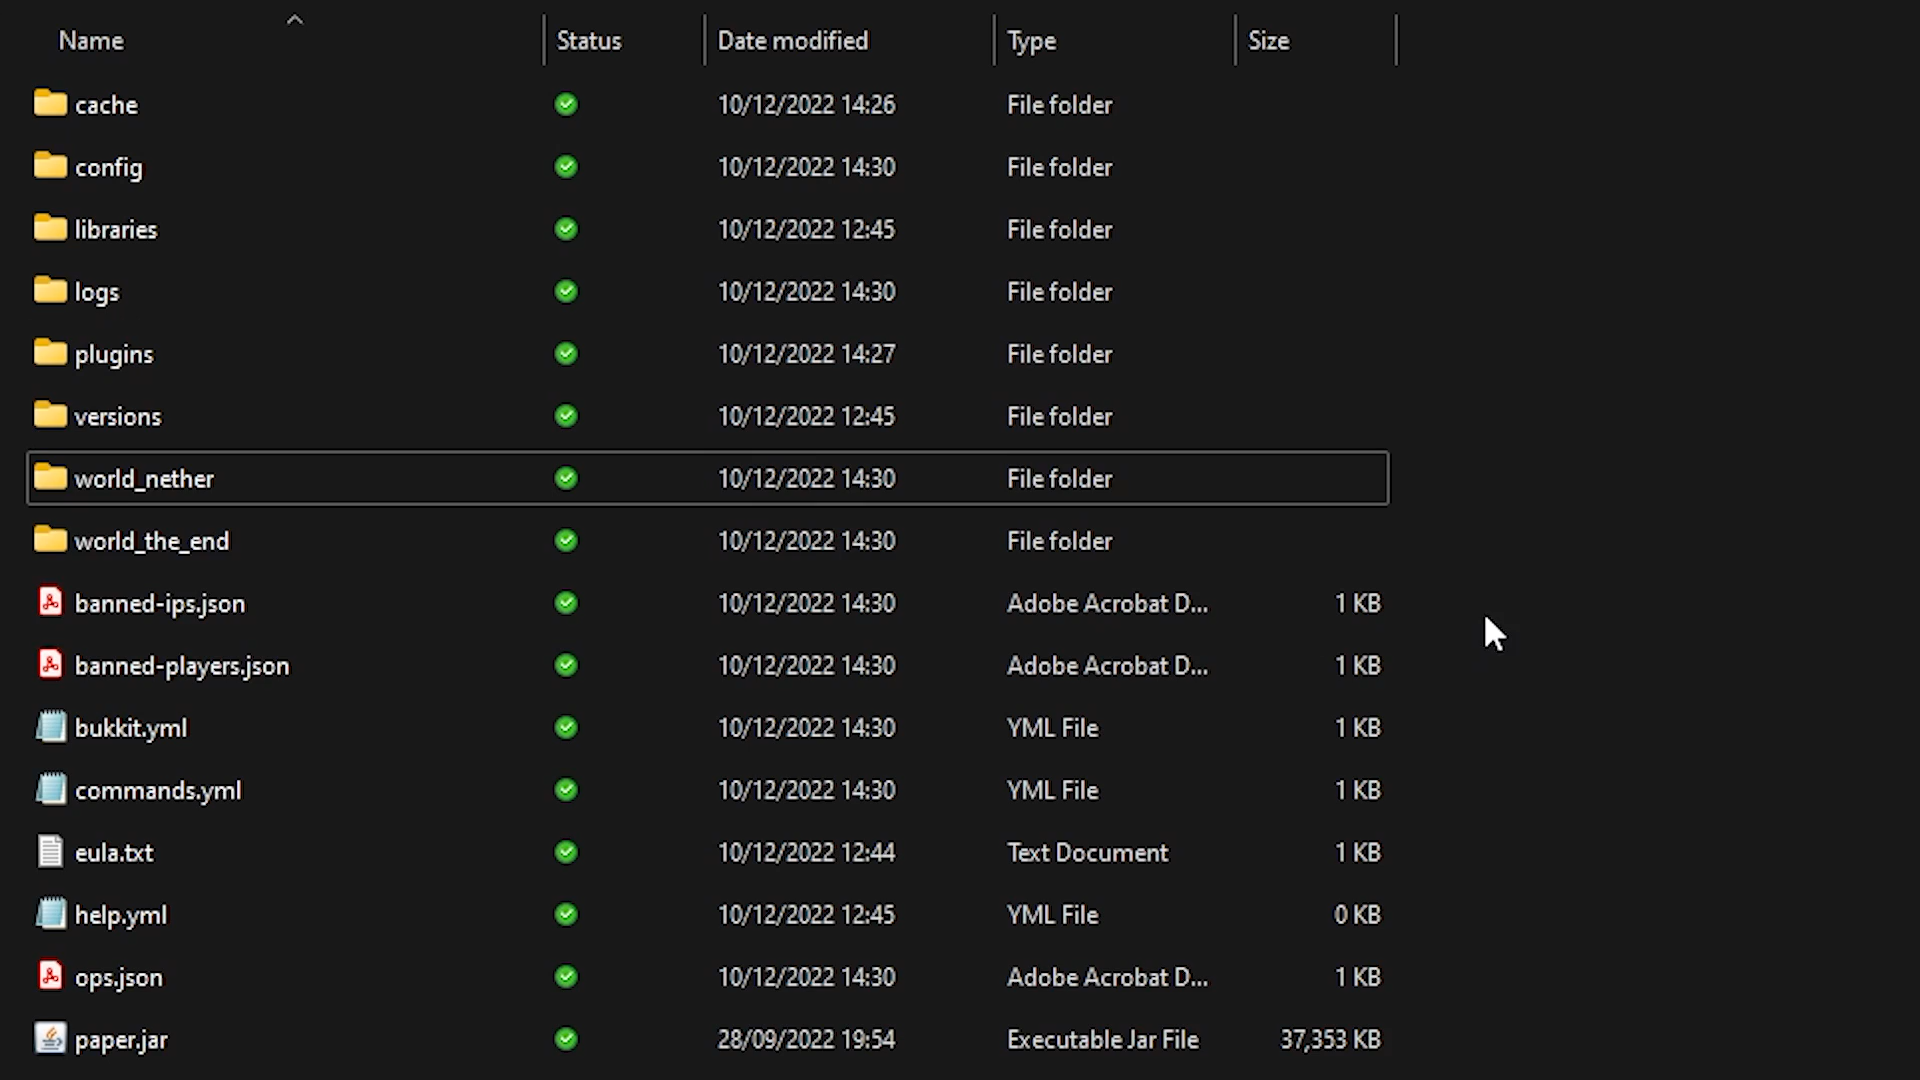 Name Status Date modified Type Size
cache 10/12/2022 14:26 File folder
config 10/12/2022 14:30 File folder
libraries 10/12/2022 12:45 File folder
logs 10/12/2022 14:30 File folder
plugins 10/12/2022 14:27 File folder
versions 10/12/2022 12:45 File folder
world_nether 10/12/2022 14:30 File folder
world_the_end 10/12/2022 14:30 File folder
banned-ips.json 10/12/2022 14:30 Adobe Acrobat D... 1 KB
banned-players.json 10/12/2022 14:30 Adobe Acrobat D... 1 KB
bukkit.yml 10/12/2022 14:30 YML File 1 KB
commands.yml 10/12/2022 14:30 YML File 1 KB
eula.txt 10/12/2022 12:44 Text Document 1 KB
help.yml 10/12/2022 12:45 YML File 0 KB
ops.json 10/12/2022 14:30 Adobe Acrobat D... 1 KB
paper.jar 28/09/2022 19:54 Executable Jar File 37,353 KB